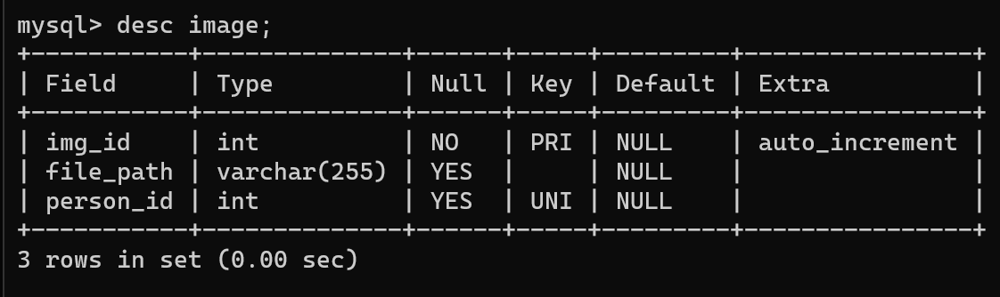 mysql> desc image;
+-----------+--------------+------+-----+---------+----------------+
| Field     | Type         | Null | Key | Default | Extra          |
+-----------+--------------+------+-----+---------+----------------+
| img_id    | int          | NO   | PRI | NULL    | auto_increment |
| file_path | varchar(255) | YES  |     | NULL    |                |
| person_id | int          | YES  | UNI | NULL    |                |
+-----------+--------------+------+-----+---------+----------------+
3 rows in set (0.00 sec)